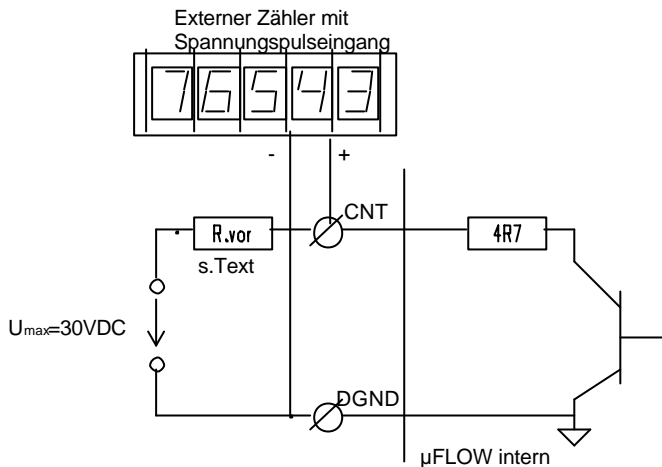 Externer Zähler mit
Spannungspulseingang
76543
- +
CNT
R.vor
4R7
s.Text
Umax=30VDC
DGND
µFLOW intern